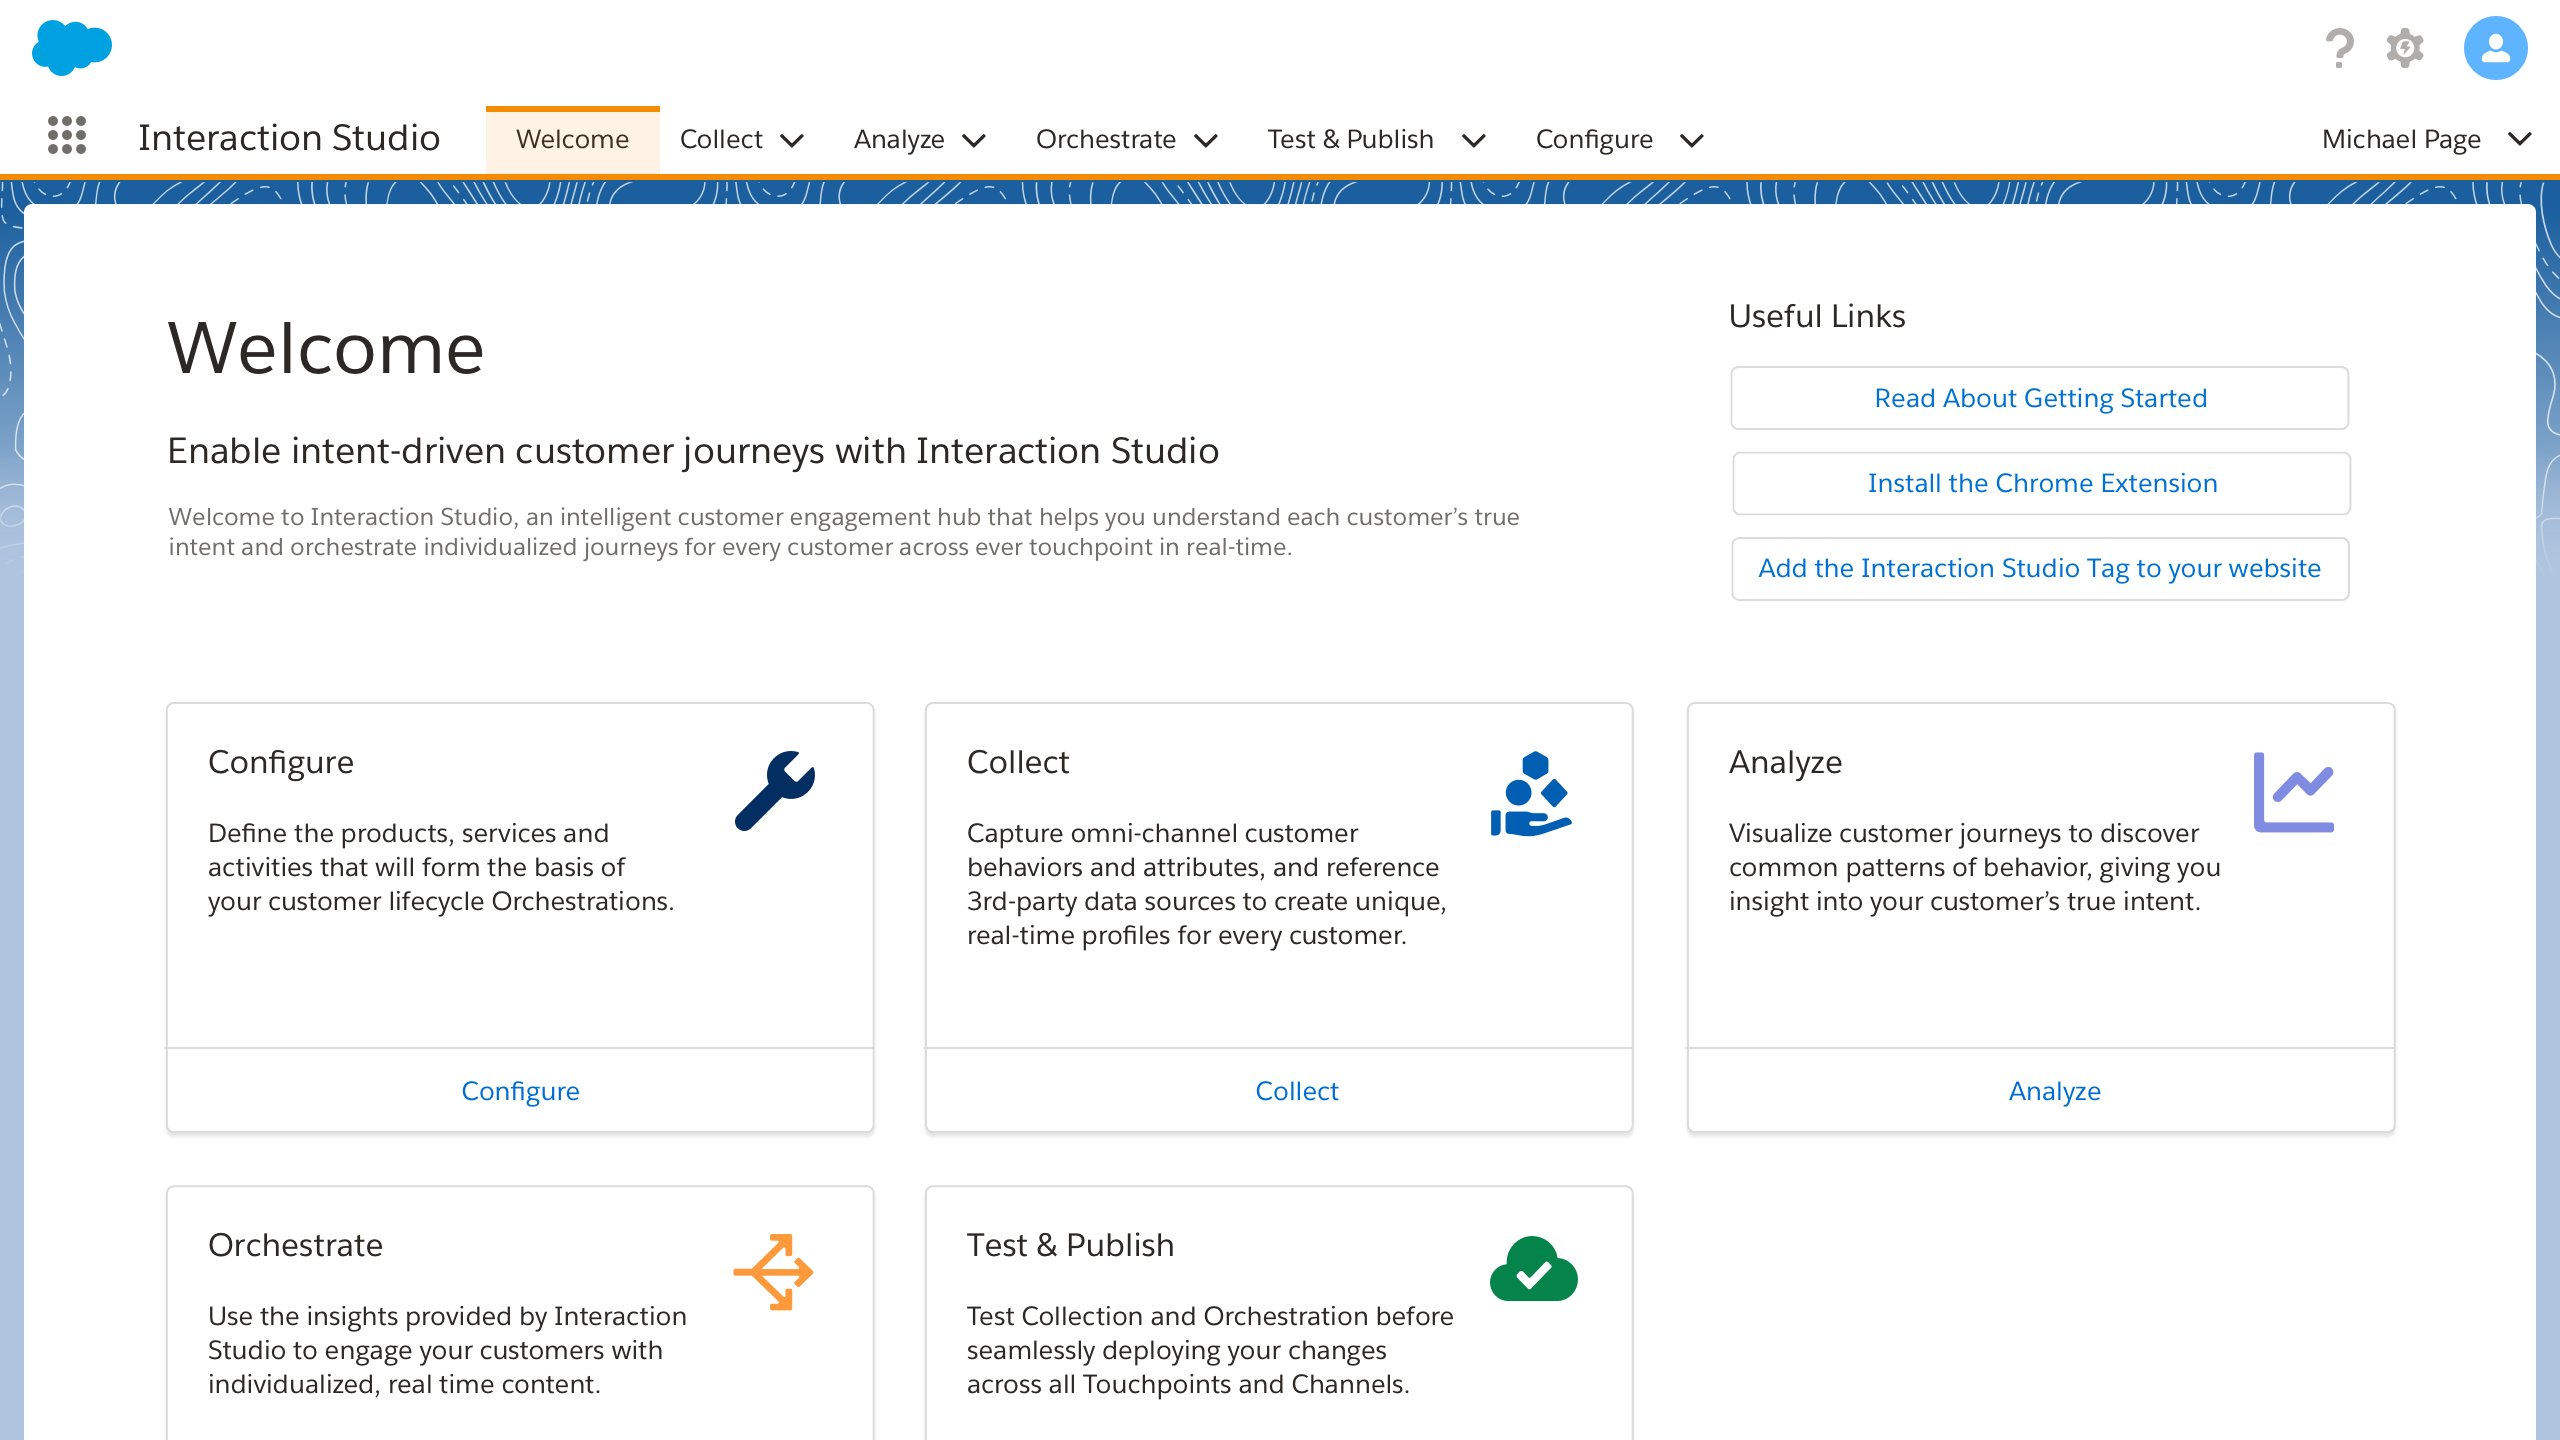 Interaction Studio
Welcome
Collect
Analyze
Orchestrate
Test & Publish
Configure
Michael Page
Welcome
Enable intent-driven customer journeys with Interaction Studio
Welcome to Interaction Studio, an intelligent customer engagement hub that helps you understand each customer’s true
intent and orchestrate individualized journeys for every customer across ever touchpoint in real-time.
Useful Links
Read About Getting Started
Install the Chrome Extension
Add the Interaction Studio Tag to your website
Configure
Define the products, services and
activities that will form the basis of
your customer lifecycle Orchestrations.
Configure
Collect
Capture omni-channel customer
behaviors and attributes, and reference
3rd-party data sources to create unique,
real-time profiles for every customer.
Collect
Analyze
Visualize customer journeys to discover
common patterns of behavior, giving you
insight into your customer’s true intent.
Analyze
Orchestrate
Use the insights provided by Interaction
Studio to engage your customers with
individualized, real time content.
Test & Publish
Test Collection and Orchestration before
seamlessly deploying your changes
across all Touchpoints and Channels.